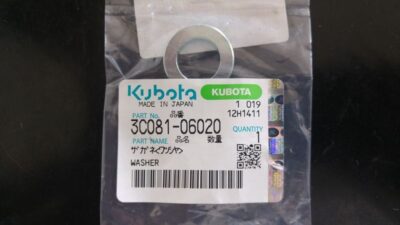 Kubota KUBOTA
MADE IN JAPAN 1 019
12H1411
PART No. 品番
3C081-06020 QUANTITY
1
PART NAME 品名 数量
ザガネ(ワツシヤ)
WASHER